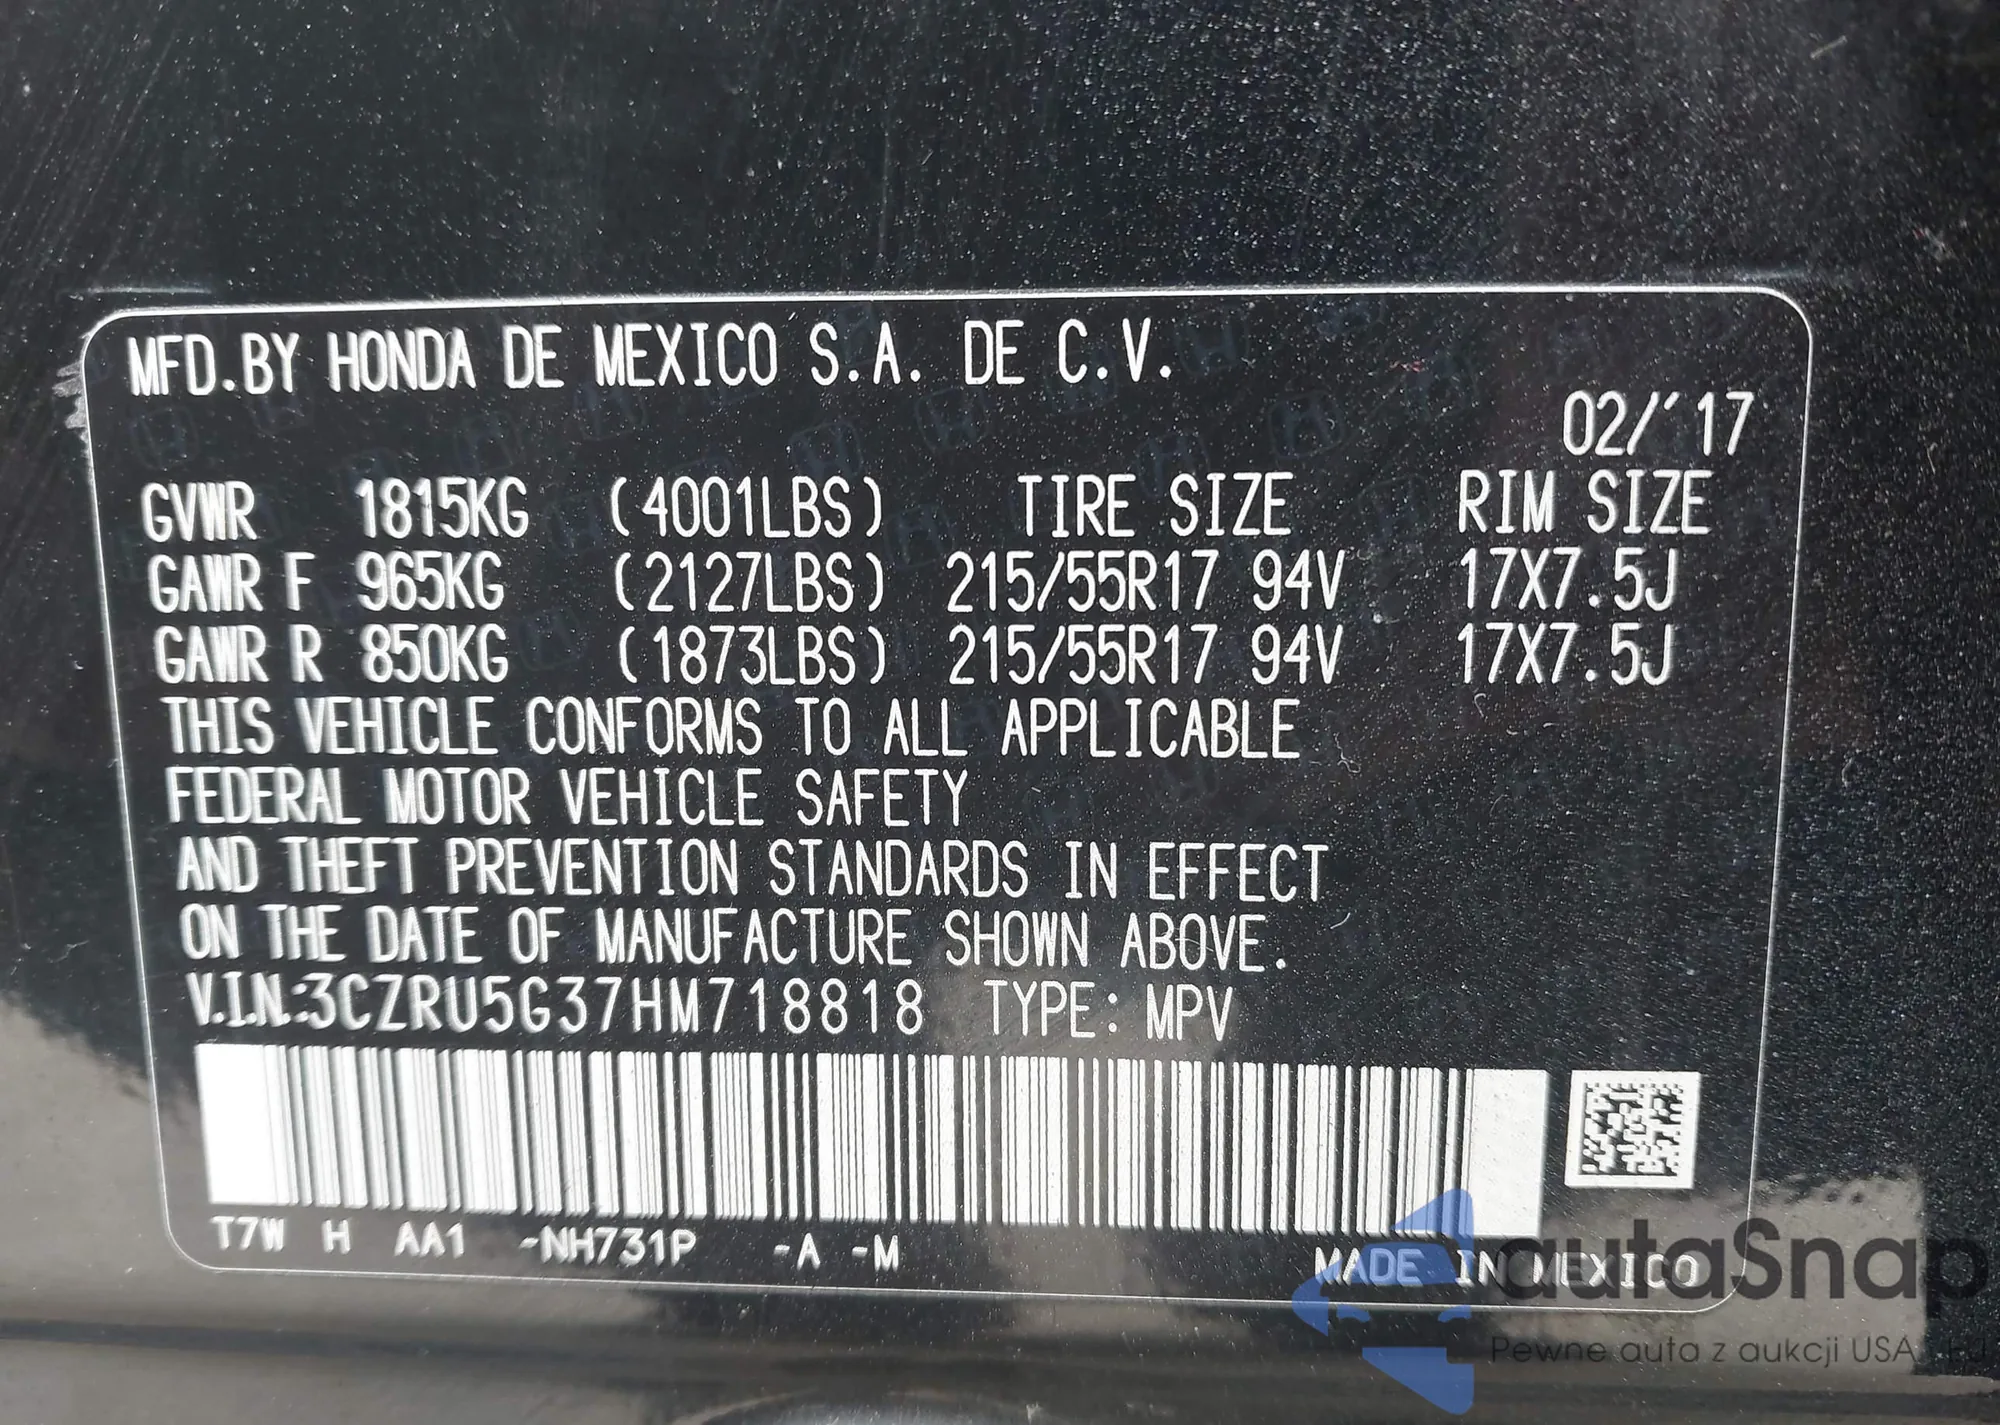 MFD.BY HONDA DE MEXICO S.A. DE C.V.
02/'17
GVWR 1815KG (4001LBS) TIRE SIZE RIM SIZE
GAWR F 965KG (2127LBS) 215/55R17 94V 17X7.5J
GAWR R 850KG (1873LBS) 215/55R17 94V 17X7.5J
THIS VEHICLE CONFORMS TO ALL APPLICABLE
FEDERAL MOTOR VEHICLE SAFETY
AND THEFT PREVENTION STANDARDS IN EFFECT
ON THE DATE OF MANUFACTURE SHOWN ABOVE.
V.I.N.:3CZRU5G37HM718818 TYPE: MPV
T7W H AA1 -NH731P -A -M
MADE IN MEXICO
autaSnap
Pewne auta z aukcji USA